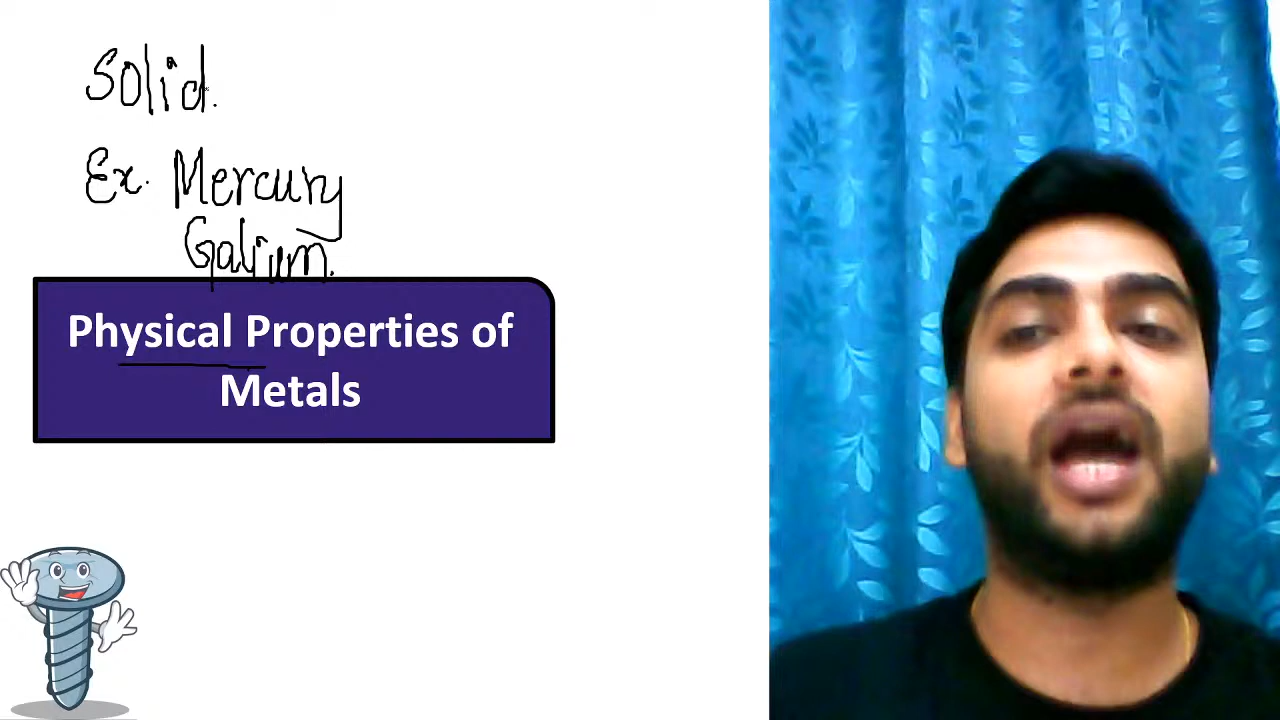 Solid.
Ex. Mercury
Galium.
Physical Properties of
Metals